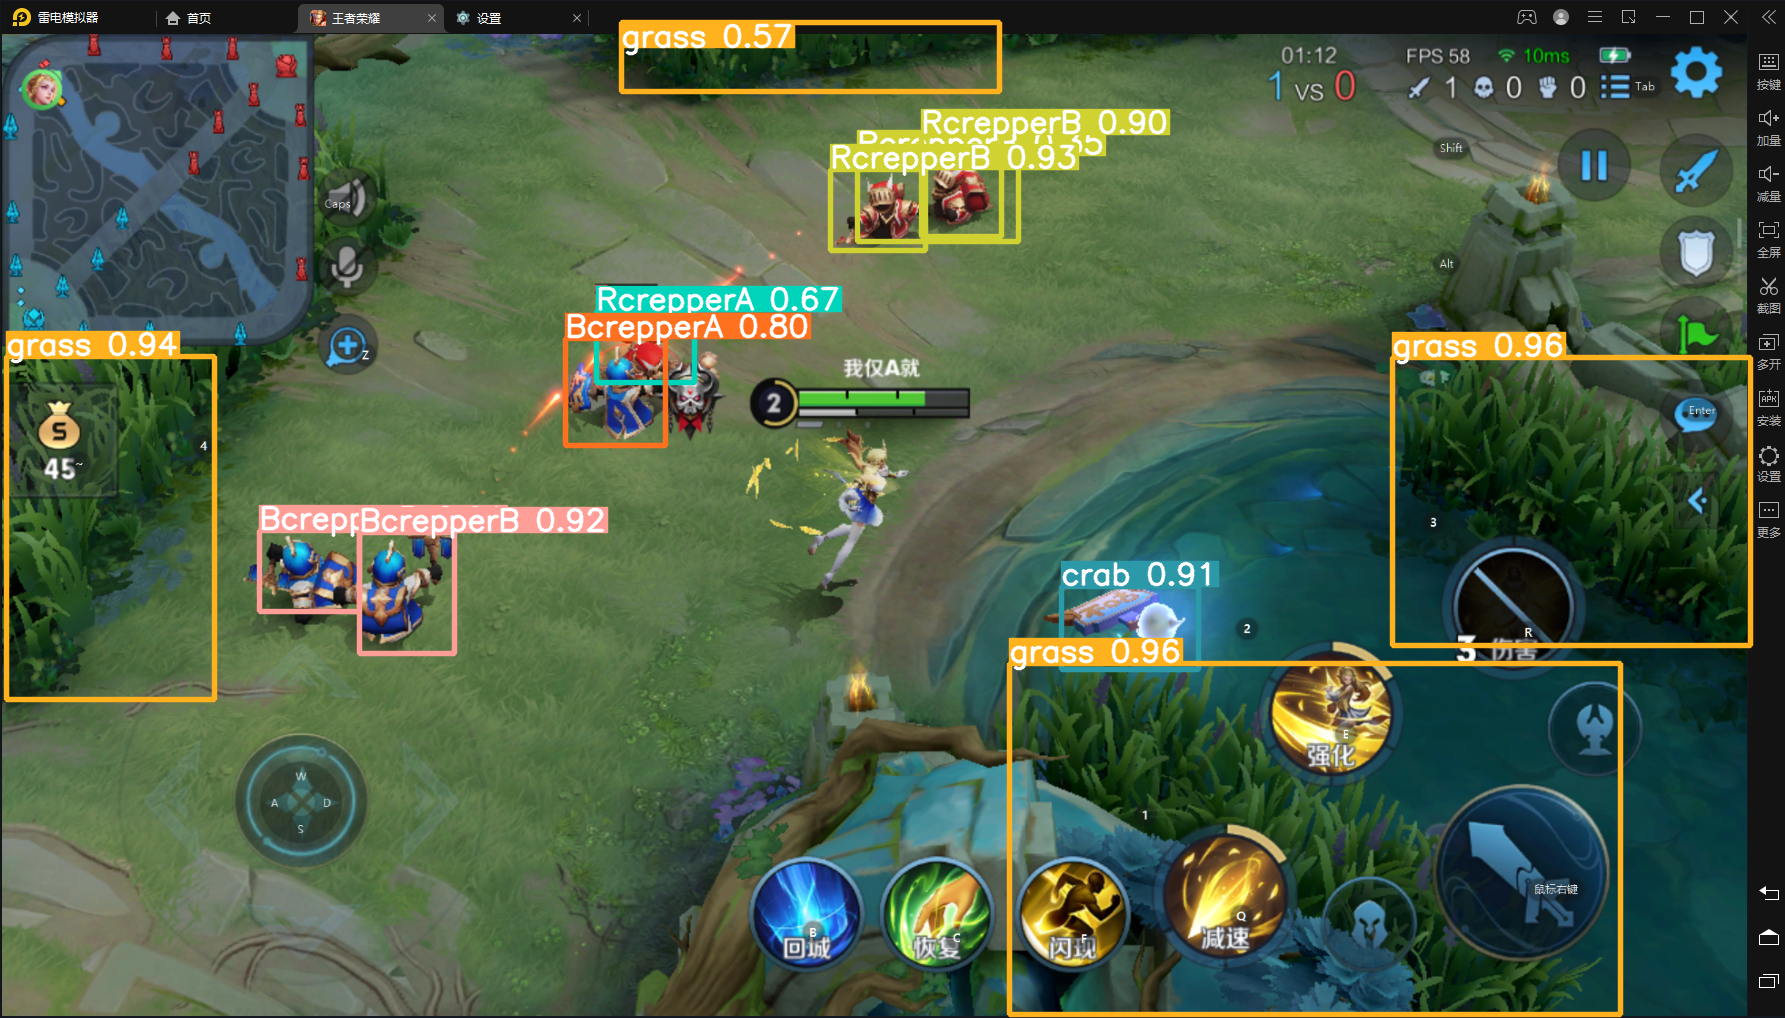 雷电模拟器
首页
王者荣耀
设置
grass 0.57
01:12
FPS 58
10ms
1 VS 0
1
0
0
Tab
按键
加量
减量
全屏
截图
多开
安装
设置
更多
APK
Shift
Alt
Caps
Z
RcrepperB 0.90
RcrepperB 0.93
RcrepperA 0.67
BcrepperA 0.80
grass 0.94
grass 0.96
我仅A就
2
Enter
S
45~
4
3
BcrepperB 0.92
crab 0.91
2
grass 0.96
R
3 伤害
E
强化
W
A
D
S
1
鼠标右键
B
回城
C
恢复
F
闪现
Q
减速